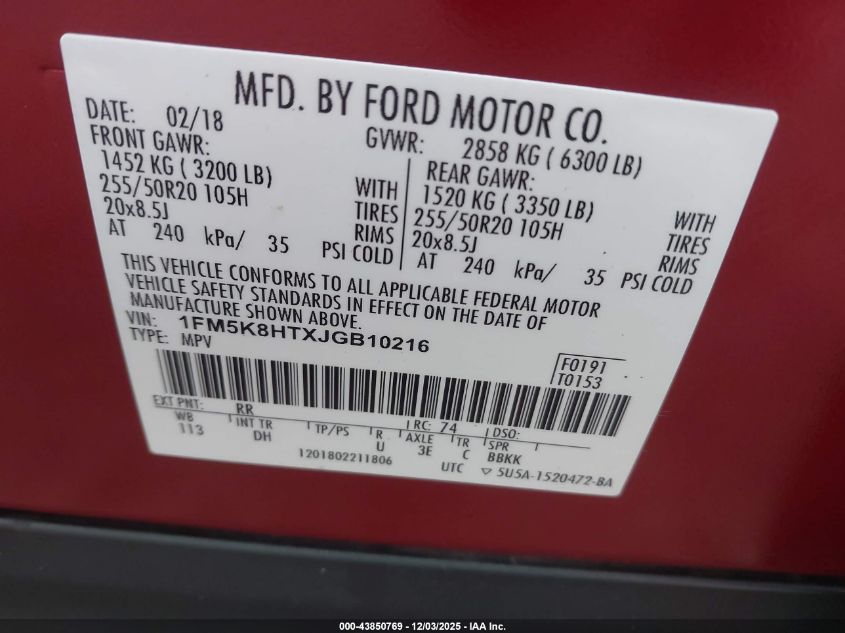 MFD. BY FORD MOTOR CO.
DATE: 02/18 GVWR: 2858 KG ( 6300 LB)
FRONT GAWR: REAR GAWR:
1452 KG ( 3200 LB) WITH 1520 KG ( 3350 LB) WITH
255/50R20 105H TIRES 255/50R20 105H TIRES
20x8.5J RIMS 20x8.5J RIMS
AT 240 kPa/ 35 PSI COLD AT 240 kPa/ 35 PSI COLD
THIS VEHICLE CONFORMS TO ALL APPLICABLE FEDERAL MOTOR
VEHICLE SAFETY STANDARDS IN EFFECT ON THE DATE OF
MANUFACTURE SHOWN ABOVE.
VIN: 1FM5K8HTXJGB10216
TYPE: MPV
F0191
T0153
EXT PNT: RR RC: 74 DSO:
WB INT TR TP/PS R AXLE TR SPR
113 DH U 3E C BBKK
1201802211806 UTC ▽ 5U5A-1520472-BA
000-43850769 - 12/03/2025 - IAA Inc.